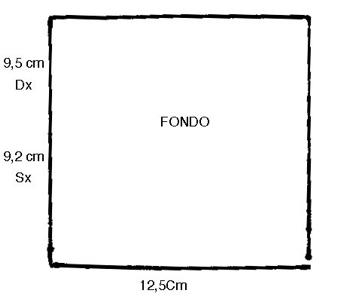 9,5 cm
Dx
FONDO
9,2 cm
Sx
12,5Cm